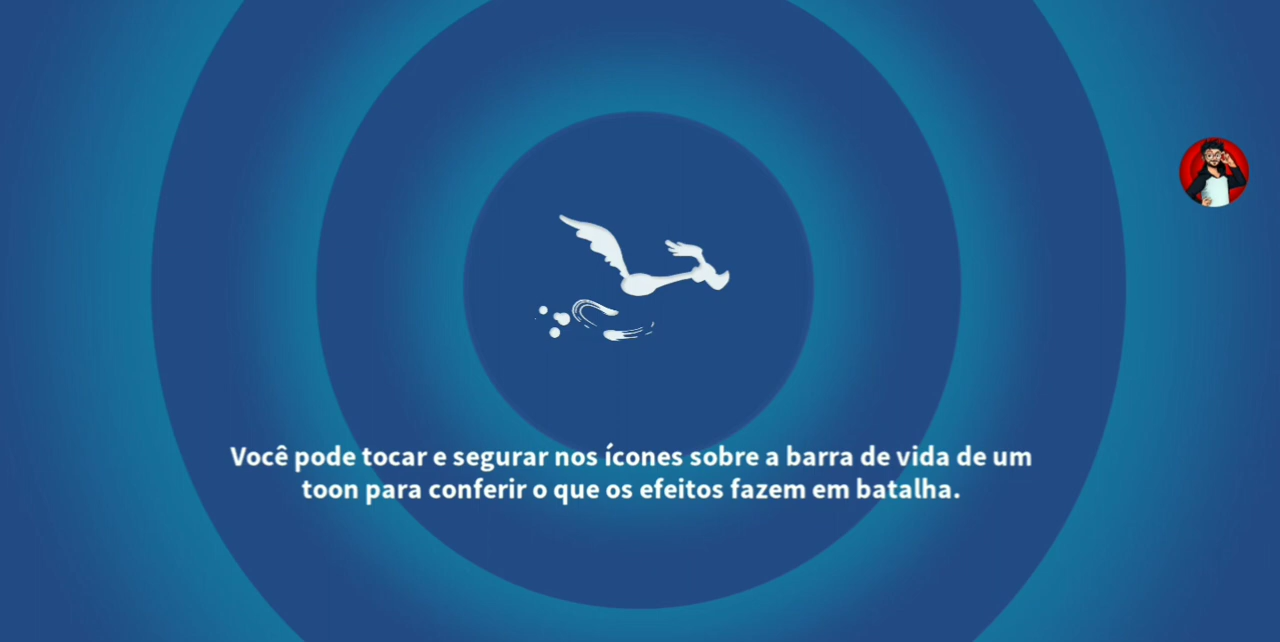 Você pode tocar e segurar nos ícones sobre a barra de vida de um
toon para conferir o que os efeitos fazem em batalha.